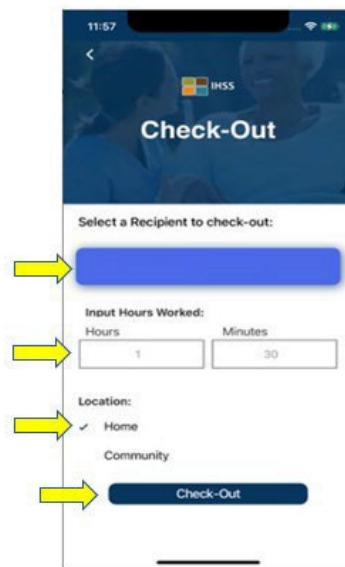 11:57
IHSS
Check-Out
Select a Recipient to check-out:
Input Hours Worked:
Hours Minutes
1 30
Location:
✓ Home
Community
Check-Out